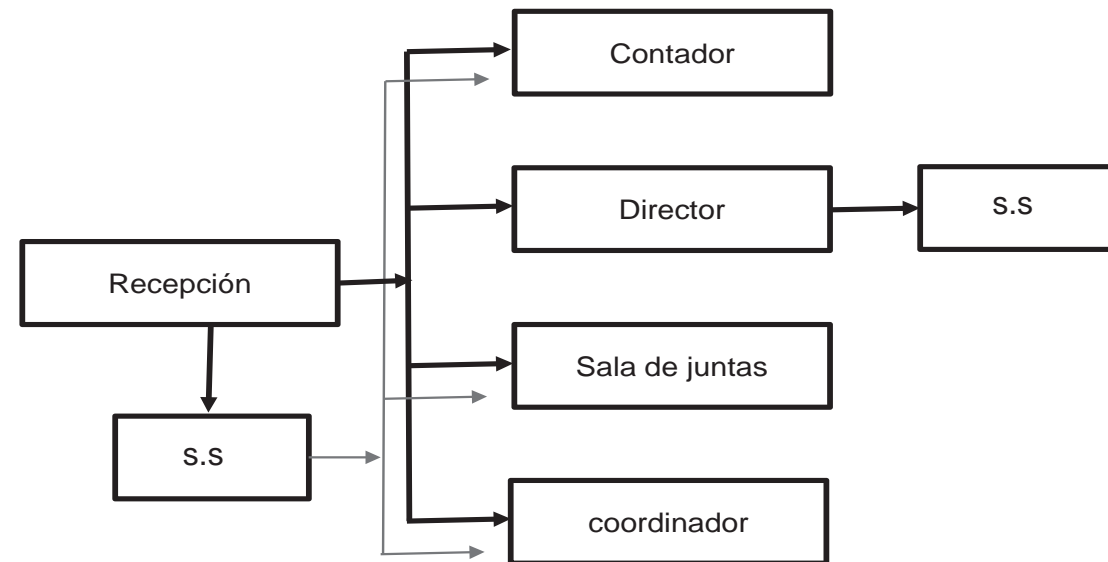 Contador
Director
s.s
Recepción
Sala de juntas
s.s
coordinador